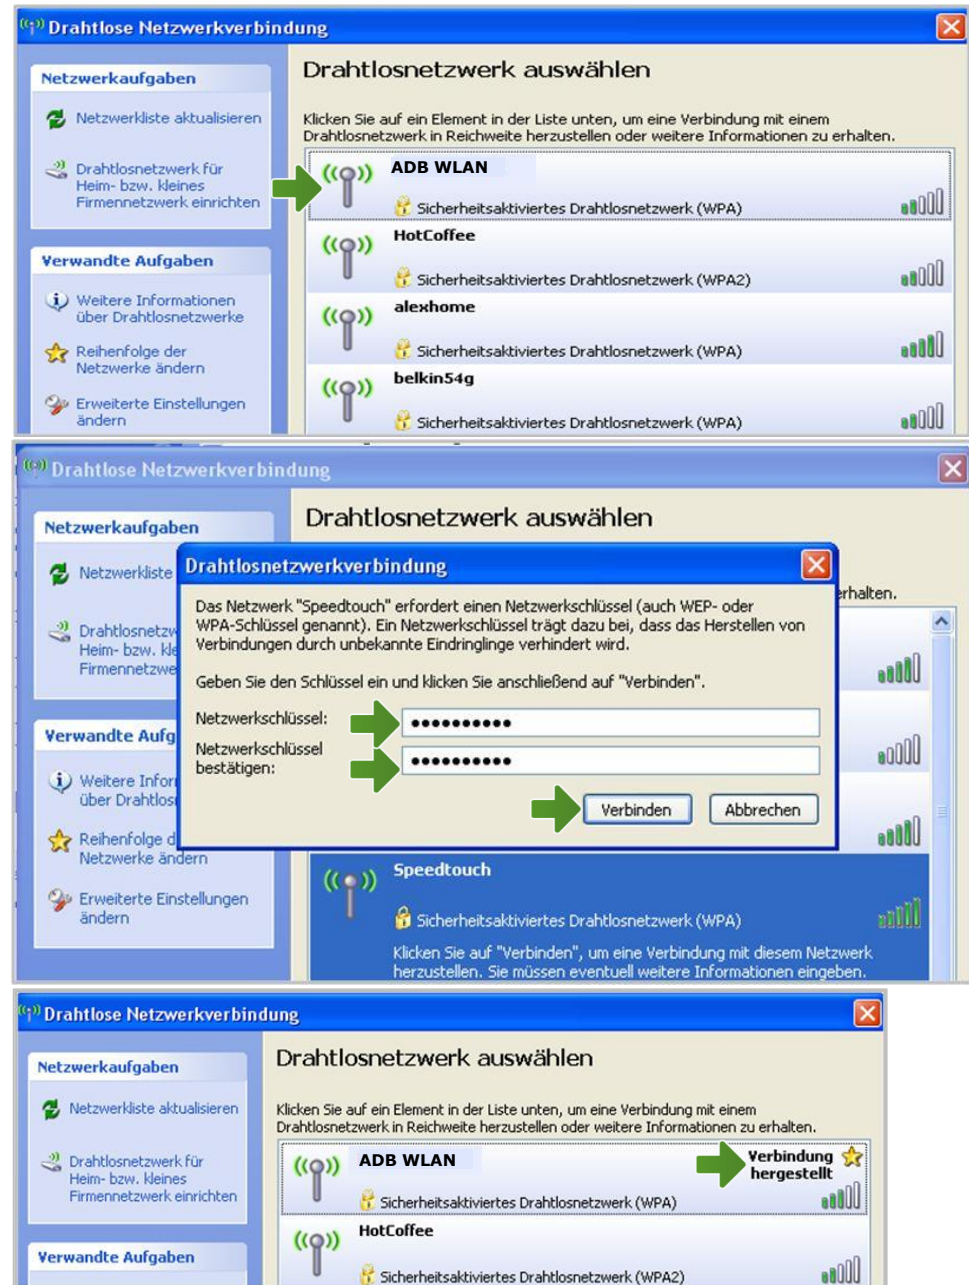 Drahtlose Netzwerkverbindung
Netzwerkaufgaben
Netzwerkliste aktualisieren
Drahtlosnetzwerk für
Heim- bzw. kleines
Firmennetzwerk einrichten
Verwandte Aufgaben
Weitere Informationen
über Drahtlosnetzwerke
Reihenfolge der
Netzwerke ändern
Erweiterte Einstellungen
ändern
Drahtlosnetzwerk auswählen
Klicken Sie auf ein Element in der Liste unten, um eine Verbindung mit einem
Drahtlosnetzwerk in Reichweite herzustellen oder weitere Informationen zu erhalten.
ADB WLAN
Sicherheitsaktiviertes Drahtlosnetzwerk (WPA)
HotCoffee
Sicherheitsaktiviertes Drahtlosnetzwerk (WPA2)
alexhome
Sicherheitsaktiviertes Drahtlosnetzwerk (WPA)
belkin54g
Sicherheitsaktiviertes Drahtlosnetzwerk (WPA)
Drahtlose Netzwerkverbindung
Netzwerkaufgaben
Netzwerkliste
Drahtlosnetzw
Heim- bzw. kle
Firmennetzwe
Verwandte Aufg
Weitere Infor
über Drahtlos
Reihenfolge d
Netzwerke ändern
Erweiterte Einstellungen
ändern
Drahtlosnetzwerk auswählen
erhalten.
Drahtlosnetzwerkverbindung
Das Netzwerk "Speedtouch" erfordert einen Netzwerkschlüssel (auch WEP- oder
WPA-Schlüssel genannt). Ein Netzwerkschlüssel trägt dazu bei, dass das Herstellen von
Verbindungen durch unbekannte Eindringlinge verhindert wird.
Geben Sie den Schlüssel ein und klicken Sie anschließend auf "Verbinden".
Netzwerkschlüssel: ••••••••••
Netzwerkschlüssel
bestätigen: ••••••••••
Verbinden Abbrechen
Speedtouch
Sicherheitsaktiviertes Drahtlosnetzwerk (WPA)
Klicken Sie auf "Verbinden", um eine Verbindung mit diesem Netzwerk
herzustellen. Sie müssen eventuell weitere Informationen eingeben.
Drahtlose Netzwerkverbindung
Netzwerkaufgaben
Netzwerkliste aktualisieren
Drahtlosnetzwerk für
Heim- bzw. kleines
Firmennetzwerk einrichten
Verwandte Aufgaben
Drahtlosnetzwerk auswählen
Klicken Sie auf ein Element in der Liste unten, um eine Verbindung mit einem
Drahtlosnetzwerk in Reichweite herzustellen oder weitere Informationen zu erhalten.
ADB WLAN
Verbindung
hergestellt
Sicherheitsaktiviertes Drahtlosnetzwerk (WPA)
HotCoffee
Sicherheitsaktiviertes Drahtlosnetzwerk (WPA2)